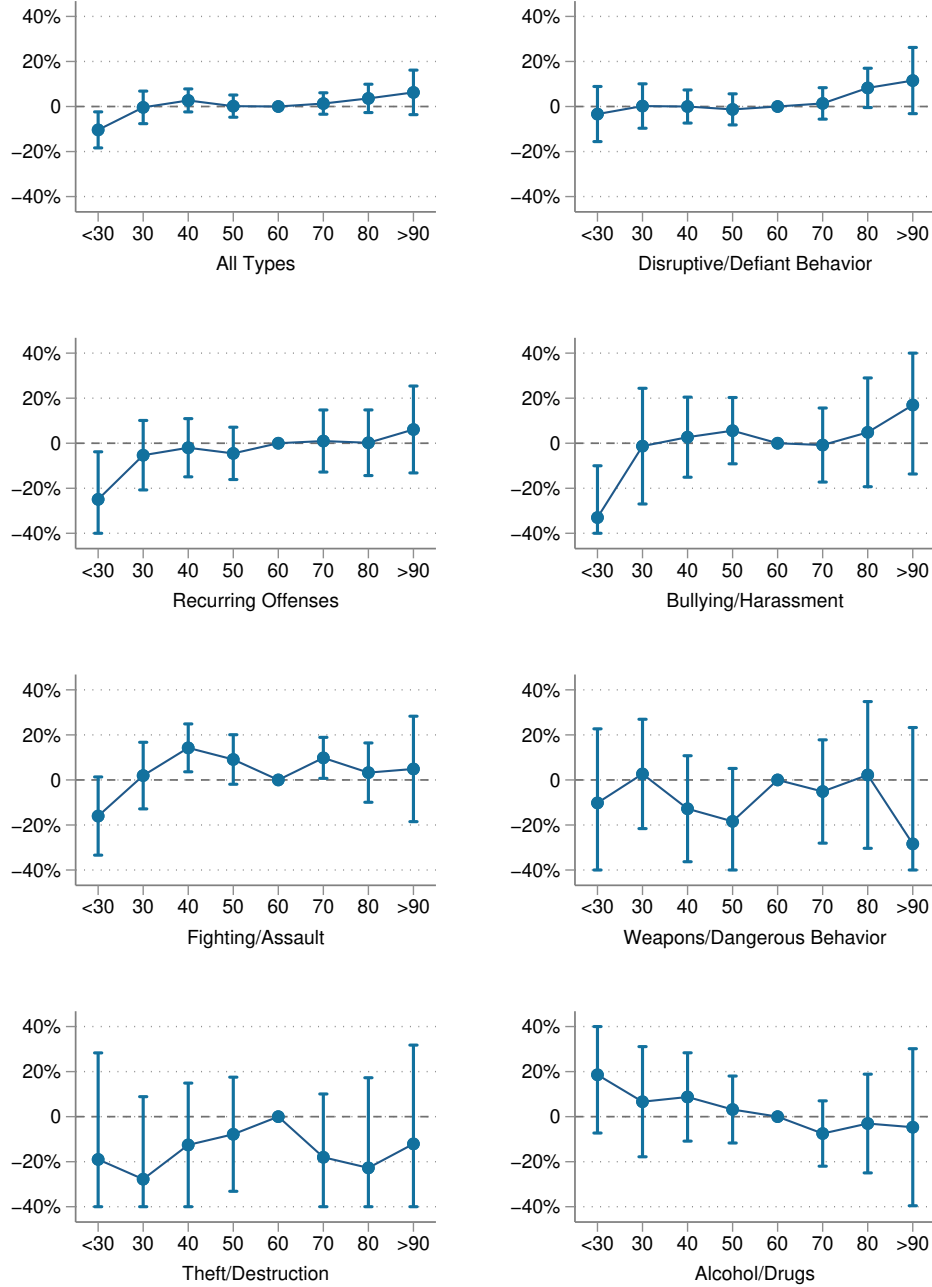 40%
20%
0
−20%
−40%
<30 30 40 50 60 70 80 >90
All Types
40%
20%
0
−20%
−40%
<30 30 40 50 60 70 80 >90
Disruptive/Defiant Behavior
40%
20%
0
−20%
−40%
<30 30 40 50 60 70 80 >90
Recurring Offenses
40%
20%
0
−20%
−40%
<30 30 40 50 60 70 80 >90
Bullying/Harassment
40%
20%
0
−20%
−40%
<30 30 40 50 60 70 80 >90
Fighting/Assault
40%
20%
0
−20%
−40%
<30 30 40 50 60 70 80 >90
Weapons/Dangerous Behavior
40%
20%
0
−20%
−40%
<30 30 40 50 60 70 80 >90
Theft/Destruction
40%
20%
0
−20%
−40%
<30 30 40 50 60 70 80 >90
Alcohol/Drugs